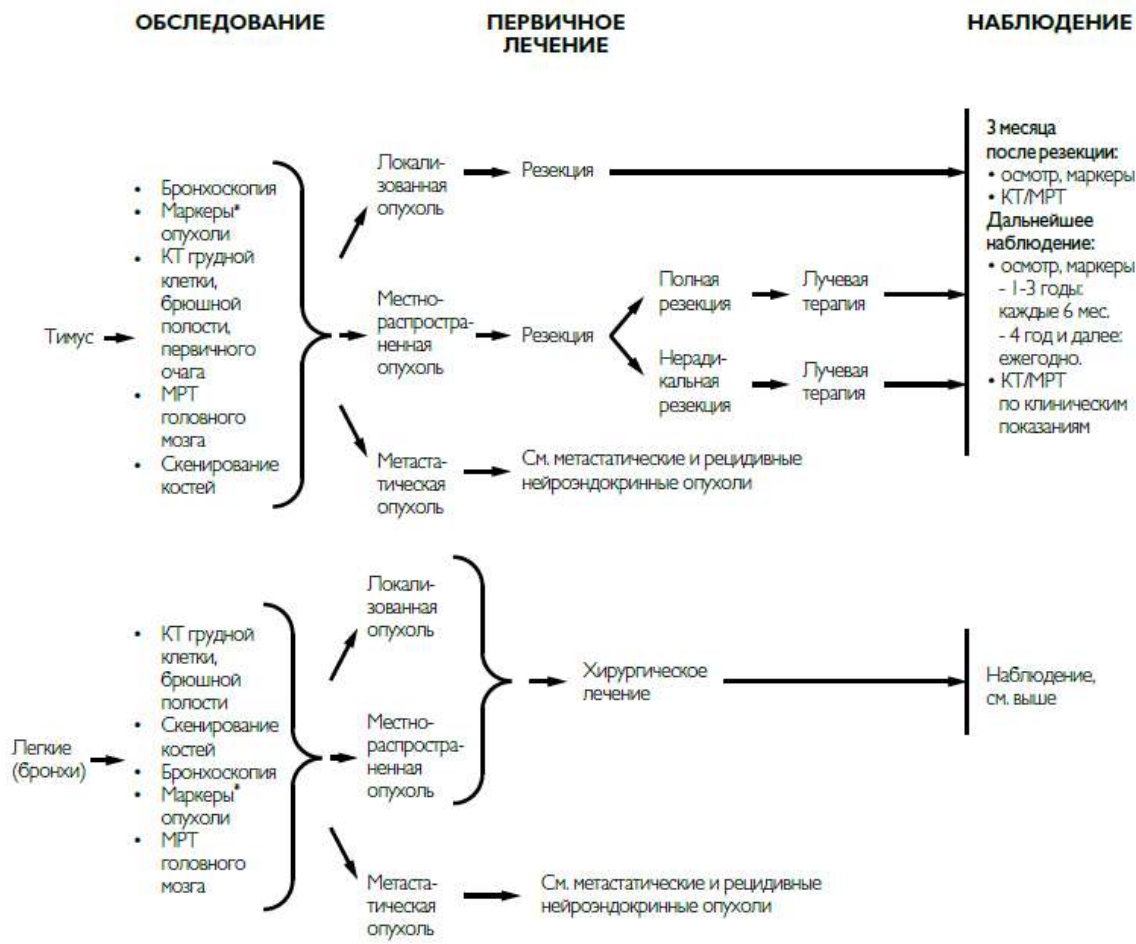 ОБСЛЕДОВАНИЕ
ПЕРВИЧНОЕ
ЛЕЧЕНИЕ
НАБЛЮДЕНИЕ
Тимус
• Бронхоскопия
• Маркеры*
опухоли
• КТ грудной
клетки,
брюшной
полости,
первичного
очага
• МРТ
головного
мозга
• Скенирование
костей
Локали-
зованная
опухоль
Резекция
Местно-
распростра-
ненная
опухоль
Резекция
Полная
резекция
Лучевая
терапия
Неради-
кальная
резекция
Лучевая
терапия
Метаста-
тическая
опухоль
См. метастатические и рецидивные
нейроэндокринные опухоли
3 месяца
после резекции:
• осмотр, маркеры
• КТ/МРТ
Дальнейшее
наблюдение:
• осмотр, маркеры
- 1-3 годы:
каждые 6 мес.
- 4 год и далее:
ежегодно.
• КТ/МРТ
по клиническим
показаниям
Легкие
(бронхи)
• КТ грудной
клетки,
брюшной
полости
• Скенирование
костей
• Бронхоскопия
• Маркеры*
опухоли
• МРТ
головного
мозга
Локали-
зованная
опухоль
Местно-
распростра-
ненная
опухоль
Хирургическое
лечение
Наблюдение,
см. выше
Метаста-
тическая
опухоль
См. метастатические и рецидивные
нейроэндокринные опухоли